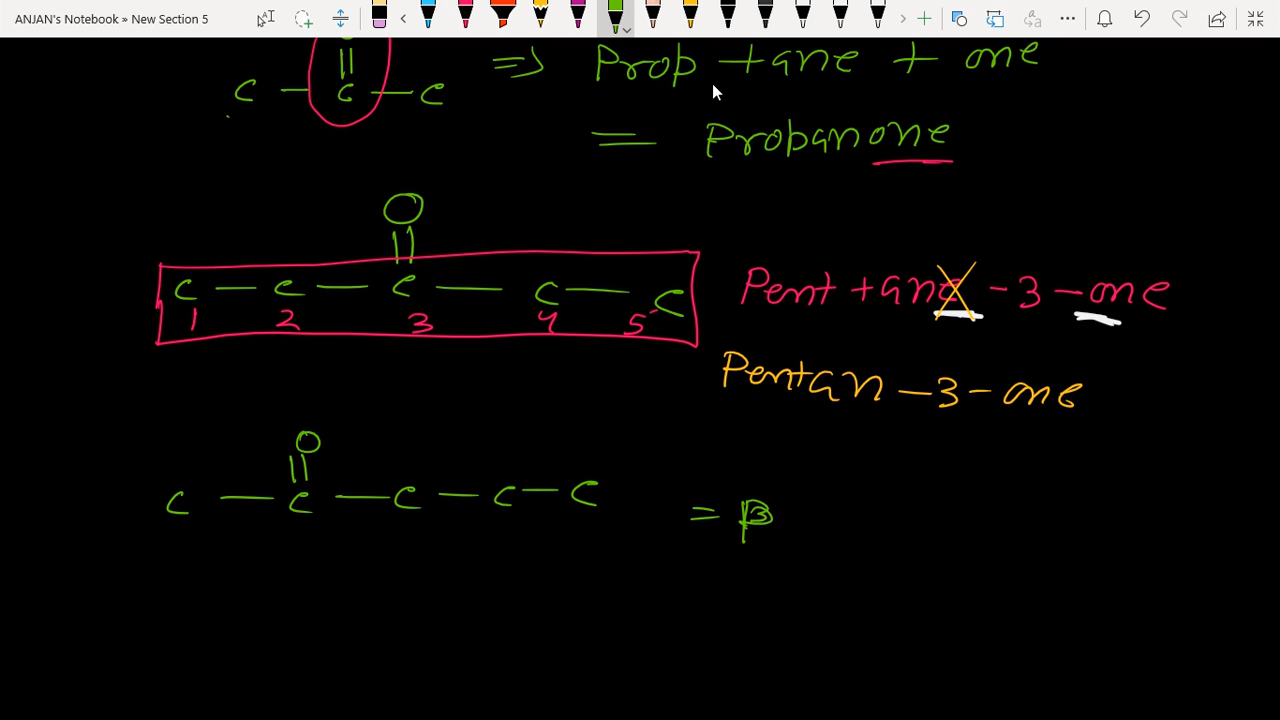 ANJAN's Notebook » New Section 5
C - C - C ⇒ Prop + ane + one
= Probanone
O
C - C - C - C - C Pent + ane - 3 - one
1 2 3 4 5
Pentan - 3 - one
O
C - C - C - C - C = P